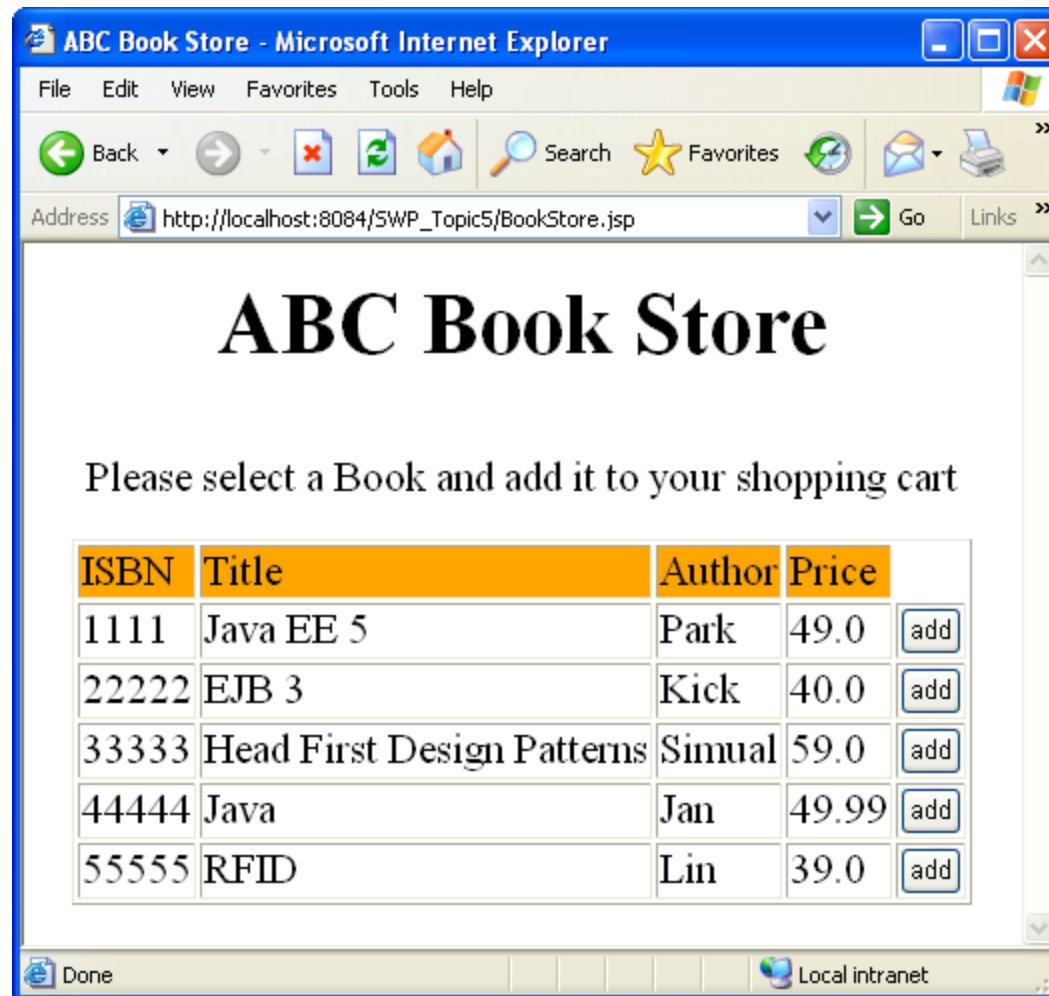 ABC Book Store - Microsoft Internet Explorer
File Edit View Favorites Tools Help
Back Search Favorites
Address http://localhost:8084/SWP_Topic5/BookStore.jsp Go Links
ABC Book Store
Please select a Book and add it to your shopping cart
ISBN Title Author Price
1111 Java EE 5 Park 49.0 add
22222 EJB 3 Kick 40.0 add
33333 Head First Design Patterns Simual 59.0 add
44444 Java Jan 49.99 add
55555 RFID Lin 39.0 add
Done Local intranet